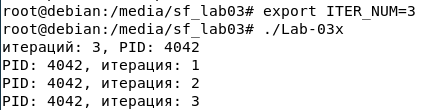 root@debian:/media/sf_lab03# export ITER_NUM=3
root@debian:/media/sf_lab03# ./Lab-03x
итераций: 3, PID: 4042
PID: 4042, итерация: 1
PID: 4042, итерация: 2
PID: 4042, итерация: 3